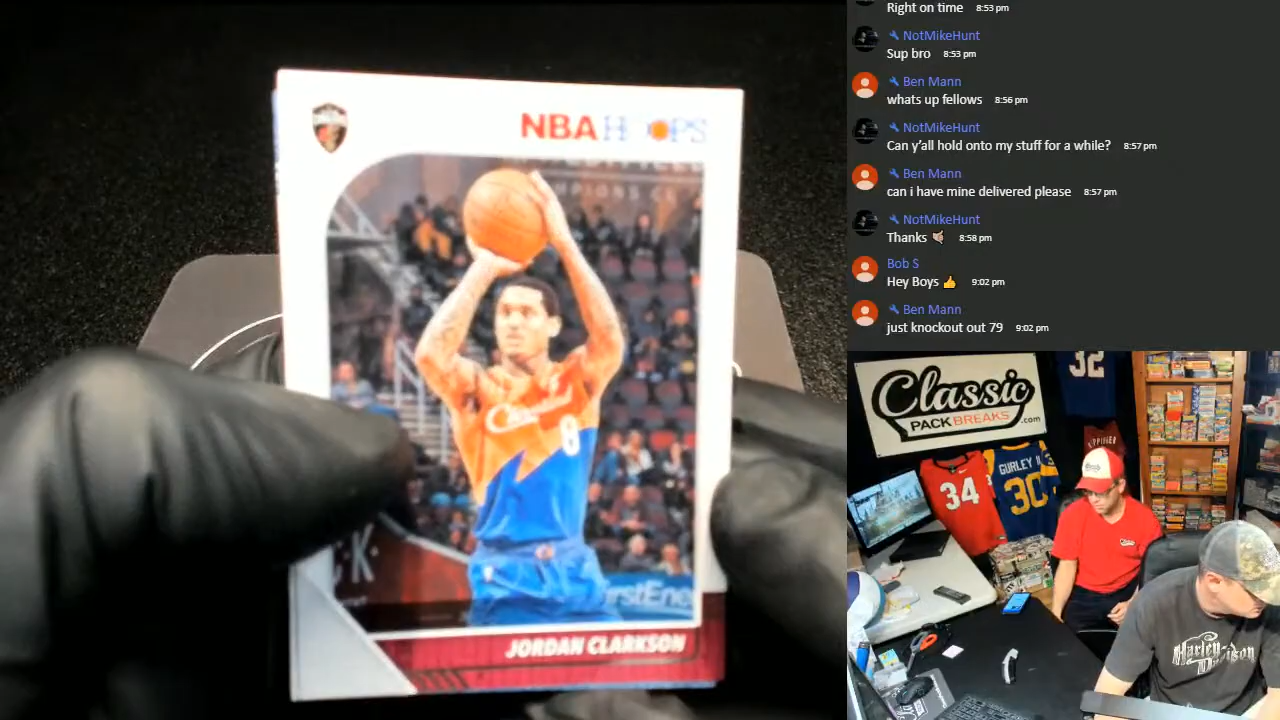 NBA HOOPS
8
JORDAN CLARKSON
Right on time 8:53 pm
NotMikeHunt
Sup bro 8:53 pm
Ben Mann
whats up fellows 8:56 pm
NotMikeHunt
Can y'all hold onto my stuff for a while? 8:57 pm
Ben Mann
can i have mine delivered please 8:57 pm
NotMikeHunt
Thanks 🤙🏽 8:58 pm
Bob S
Hey Boys 👍 9:02 pm
Ben Mann
just knockout out 79 9:02 pm
Classic
PACK BREAKS.com
32
34
GURLEY II
30
Harley-Davidson